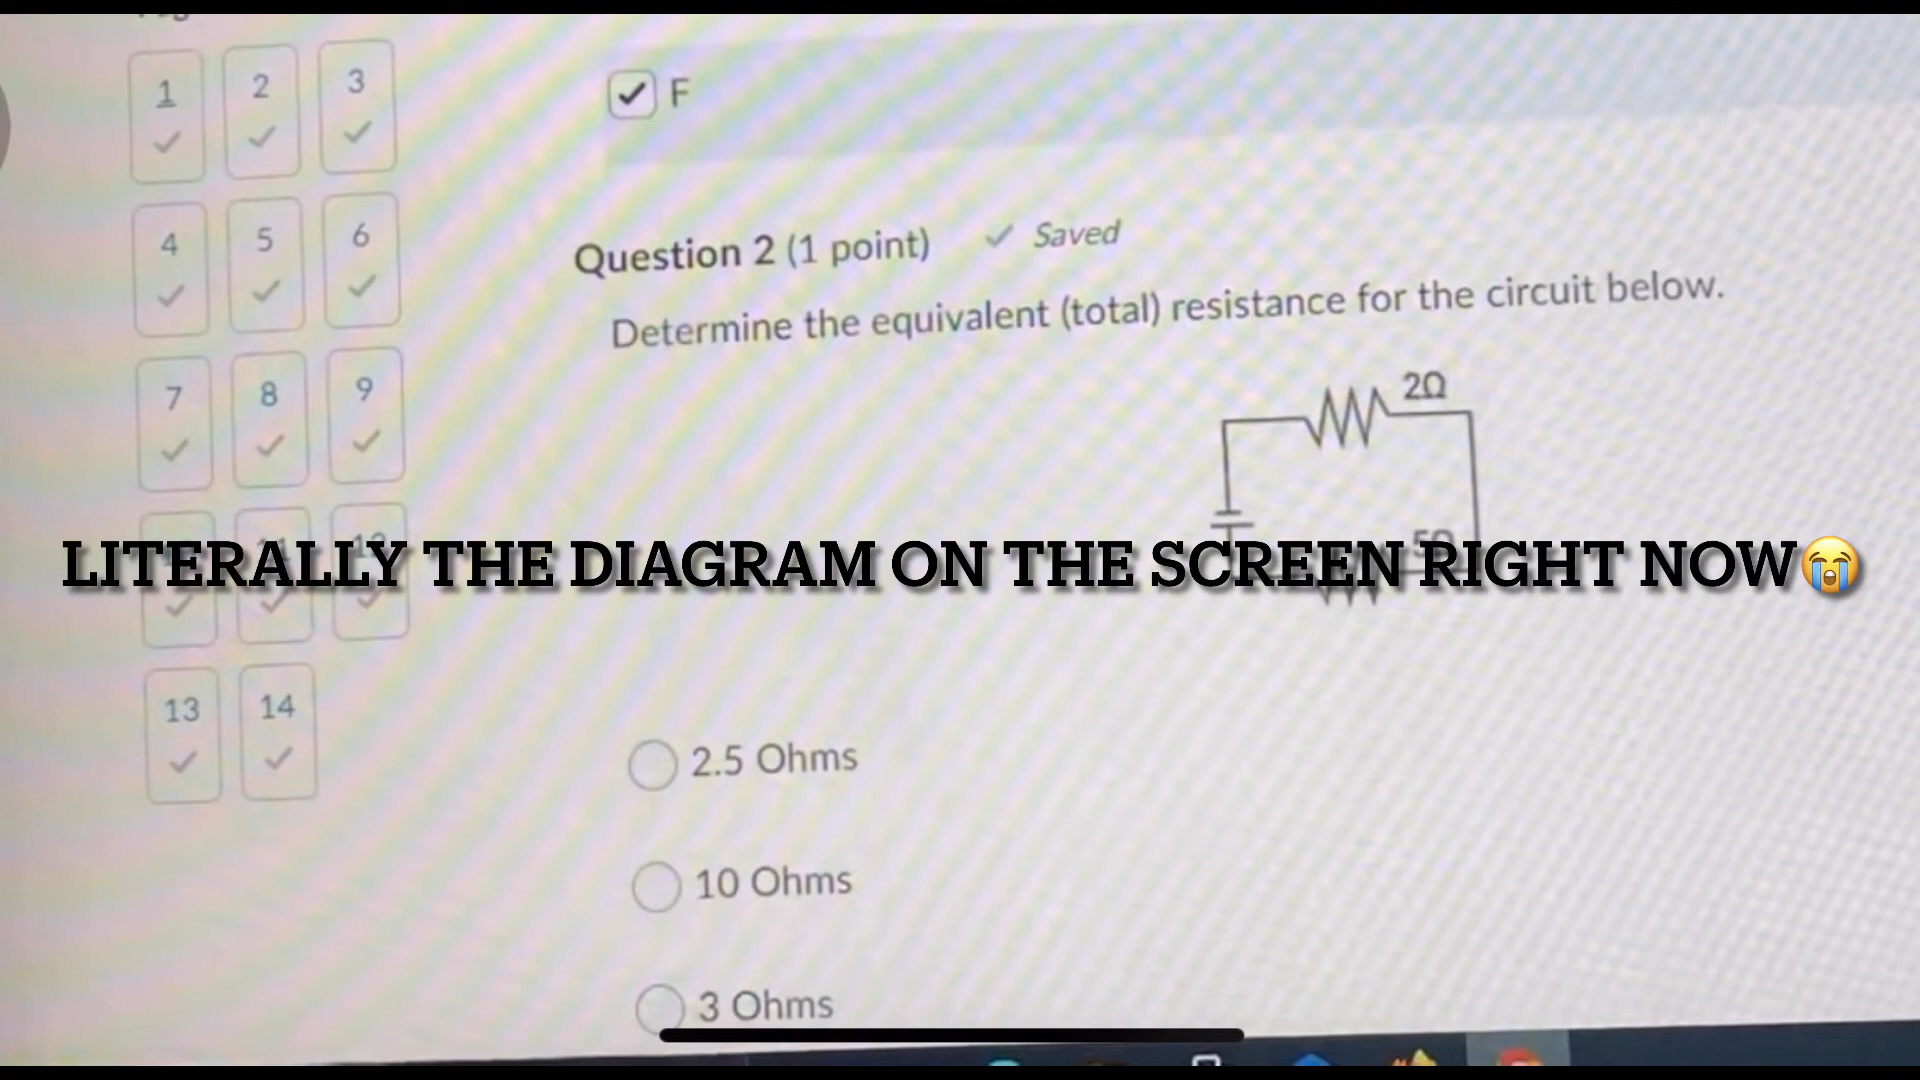 1 2 3
F
4 5 6
Question 2 (1 point) Saved
Determine the equivalent (total) resistance for the circuit below.
7 8 9
2Ω
5Ω
12
LITERALLY THE DIAGRAM ON THE SCREEN RIGHT NOW😭
13 14
2.5 Ohms
10 Ohms
3 Ohms